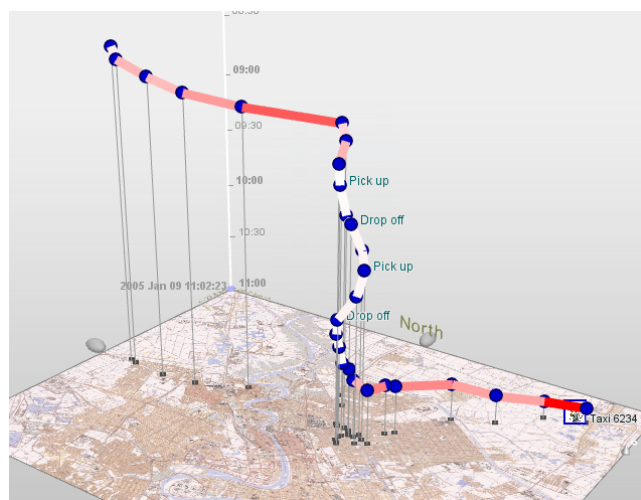 09:00
09:30
10:00
Pick up
Drop off
10:30
Pick up
2005 Jan 09 11:02:23
11:00
Drop off
North
Taxi 6234